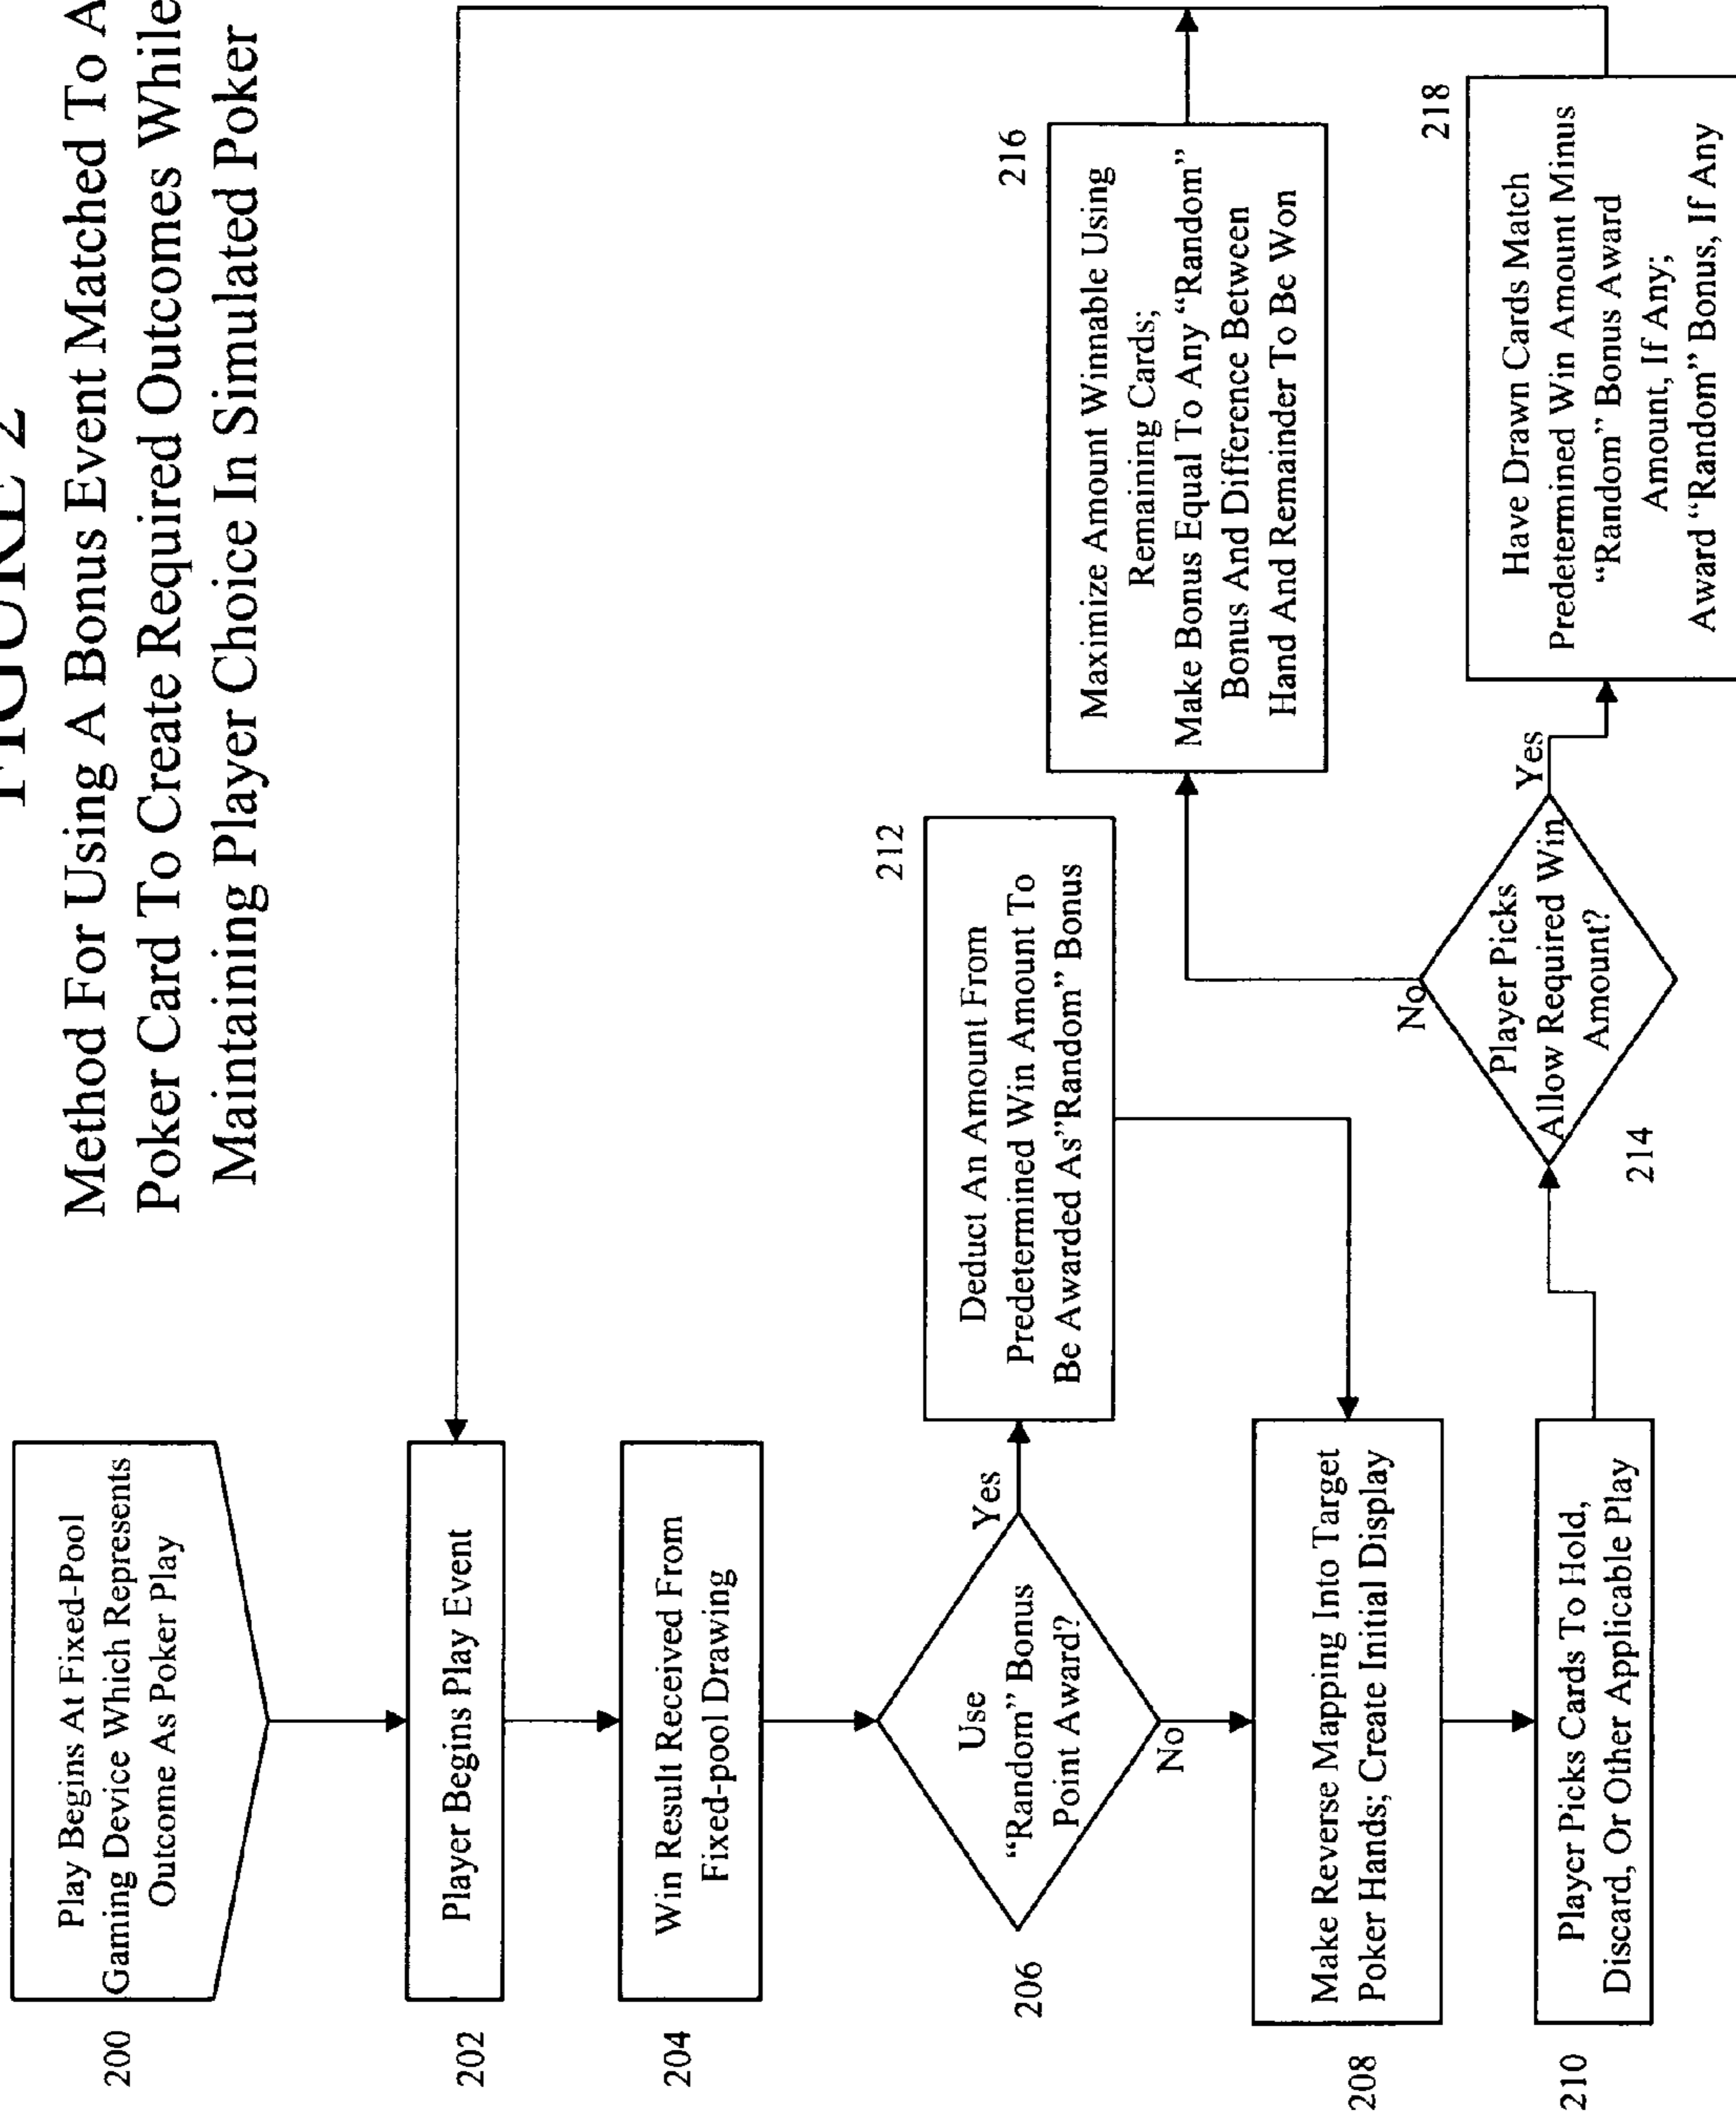 FIGURE 2
Method For Using A Bonus Event Matched To A
Poker Card To Create Required Outcomes While
Maintaining Player Choice In Simulated Poker
200
Play Begins At Fixed-Pool
Gaming Device Which Represents
Outcome As Poker Play
202
Player Begins Play Event
204
Win Result Received From
Fixed-pool Drawing
206
Use
“Random” Bonus
Point Award?
Yes
No
212
Deduct An Amount From
Predetermined Win Amount To
Be Awarded As”Random” Bonus
208
Make Reverse Mapping Into Target
Poker Hands; Create Initial Display
210
Player Picks Cards To Hold,
Discard, Or Other Applicable Play
214
Player Picks
Allow Required Win
Amount?
No
Yes
216
Maximize Amount Winnable Using
Remaining Cards;
Make Bonus Equal To Any “Random”
Bonus And Difference Between
Hand And Remainder To Be Won
218
Have Drawn Cards Match
Predetermined Win Amount Minus
“Random” Bonus Award
Amount, If Any;
Award “Random” Bonus, If Any